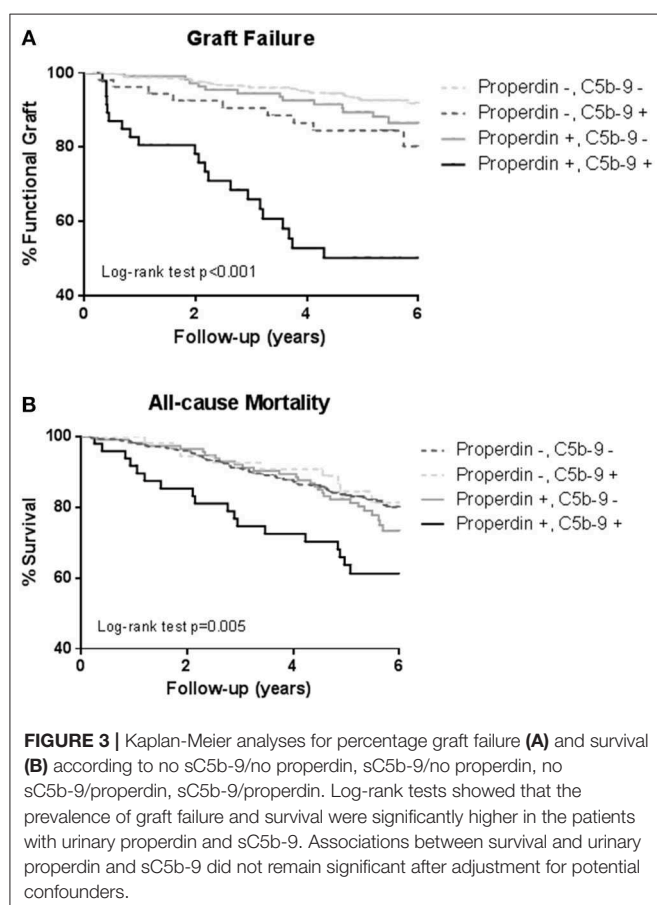 A
Graft Failure
% Functional Graft
100
80
60
40
0
2
4
6
Log-rank test p<0.001
Follow-up (years)
Properdin -, C5b-9 -
Properdin -, C5b-9 +
Properdin +, C5b-9 -
Properdin +, C5b-9 +
B
All-cause Mortality
% Survival
100
80
60
40
0
2
4
6
Log-rank test p=0.005
Follow-up (years)
Properdin -, C5b-9 -
Properdin -, C5b-9 +
Properdin +, C5b-9 -
Properdin +, C5b-9 +
FIGURE 3 | Kaplan-Meier analyses for percentage graft failure (A) and survival
(B) according to no sC5b-9/no properdin, sC5b-9/no properdin, no
sC5b-9/properdin, sC5b-9/properdin. Log-rank tests showed that the
prevalence of graft failure and survival were significantly higher in the patients
with urinary properdin and sC5b-9. Associations between survival and urinary
properdin and sC5b-9 did not remain significant after adjustment for potential
confounders.